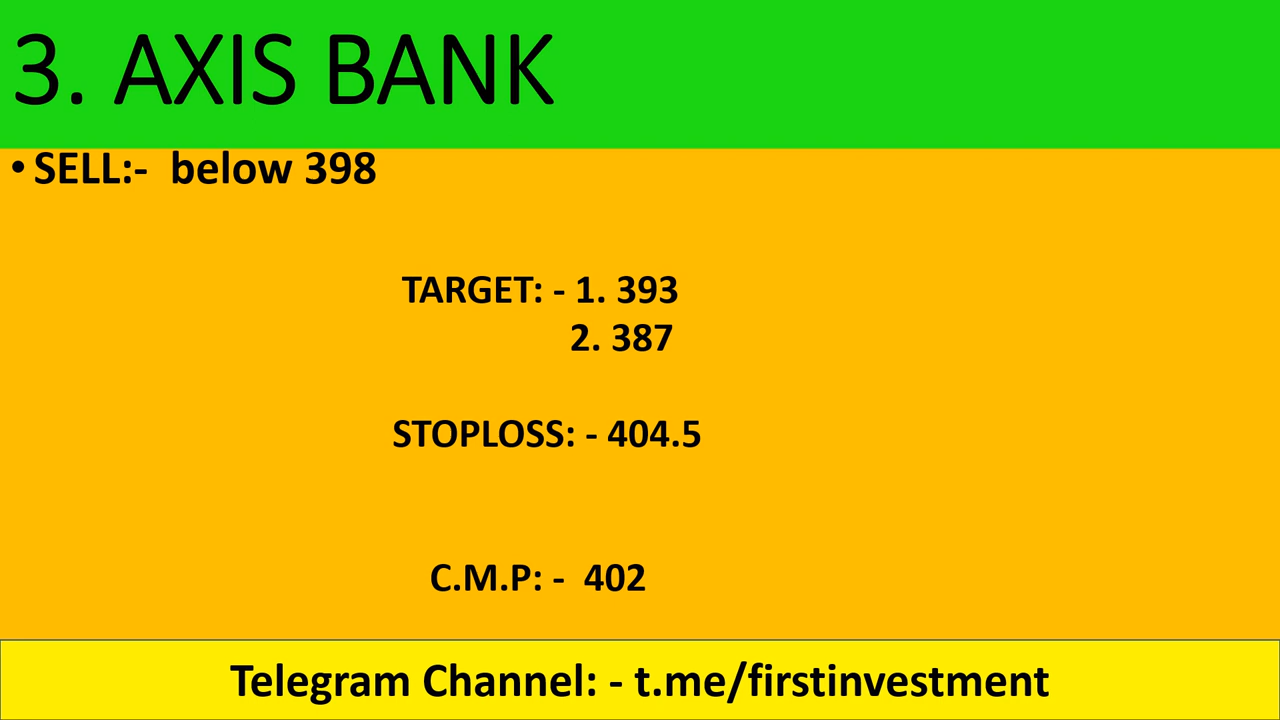 3. AXIS BANK
• SELL:- below 398
TARGET: - 1. 393
2. 387
STOPLOSS: - 404.5
C.M.P: - 402
Telegram Channel: - t.me/firstinvestment